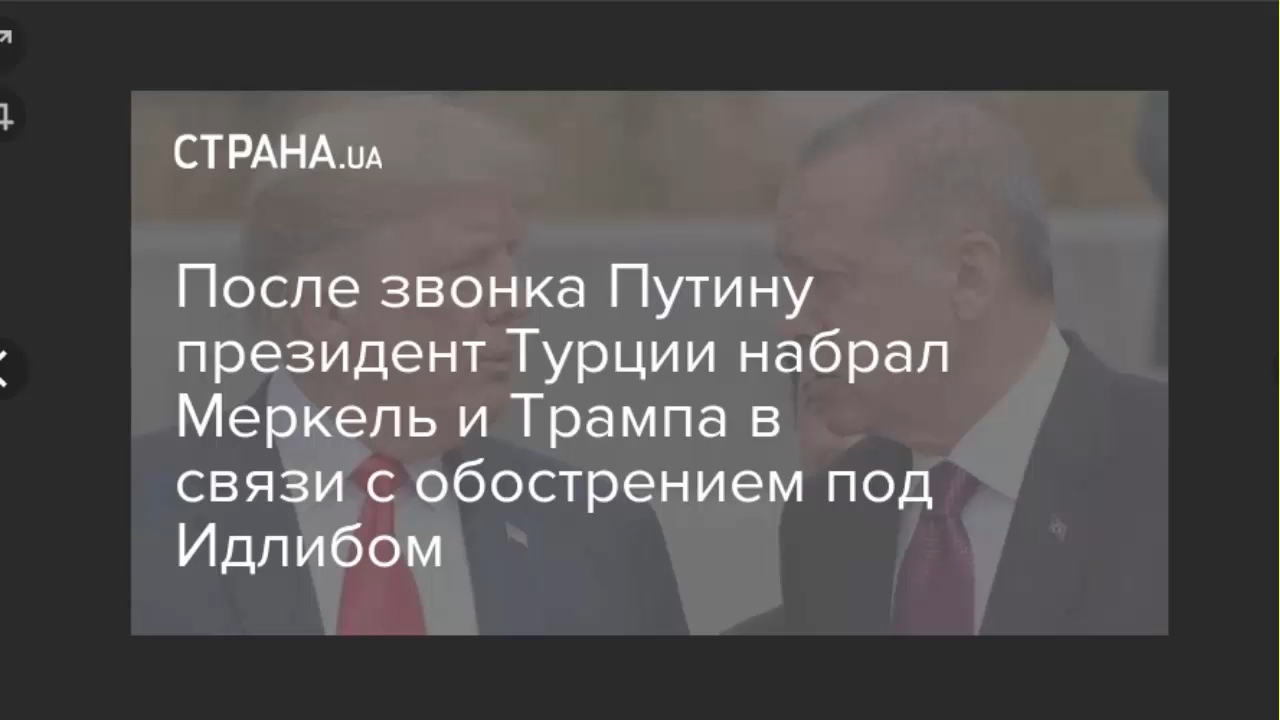 СТРАНА.UA
После звонка Путину
президент Турции набрал
Меркель и Трампа в
связи с обострением под
Идлибом